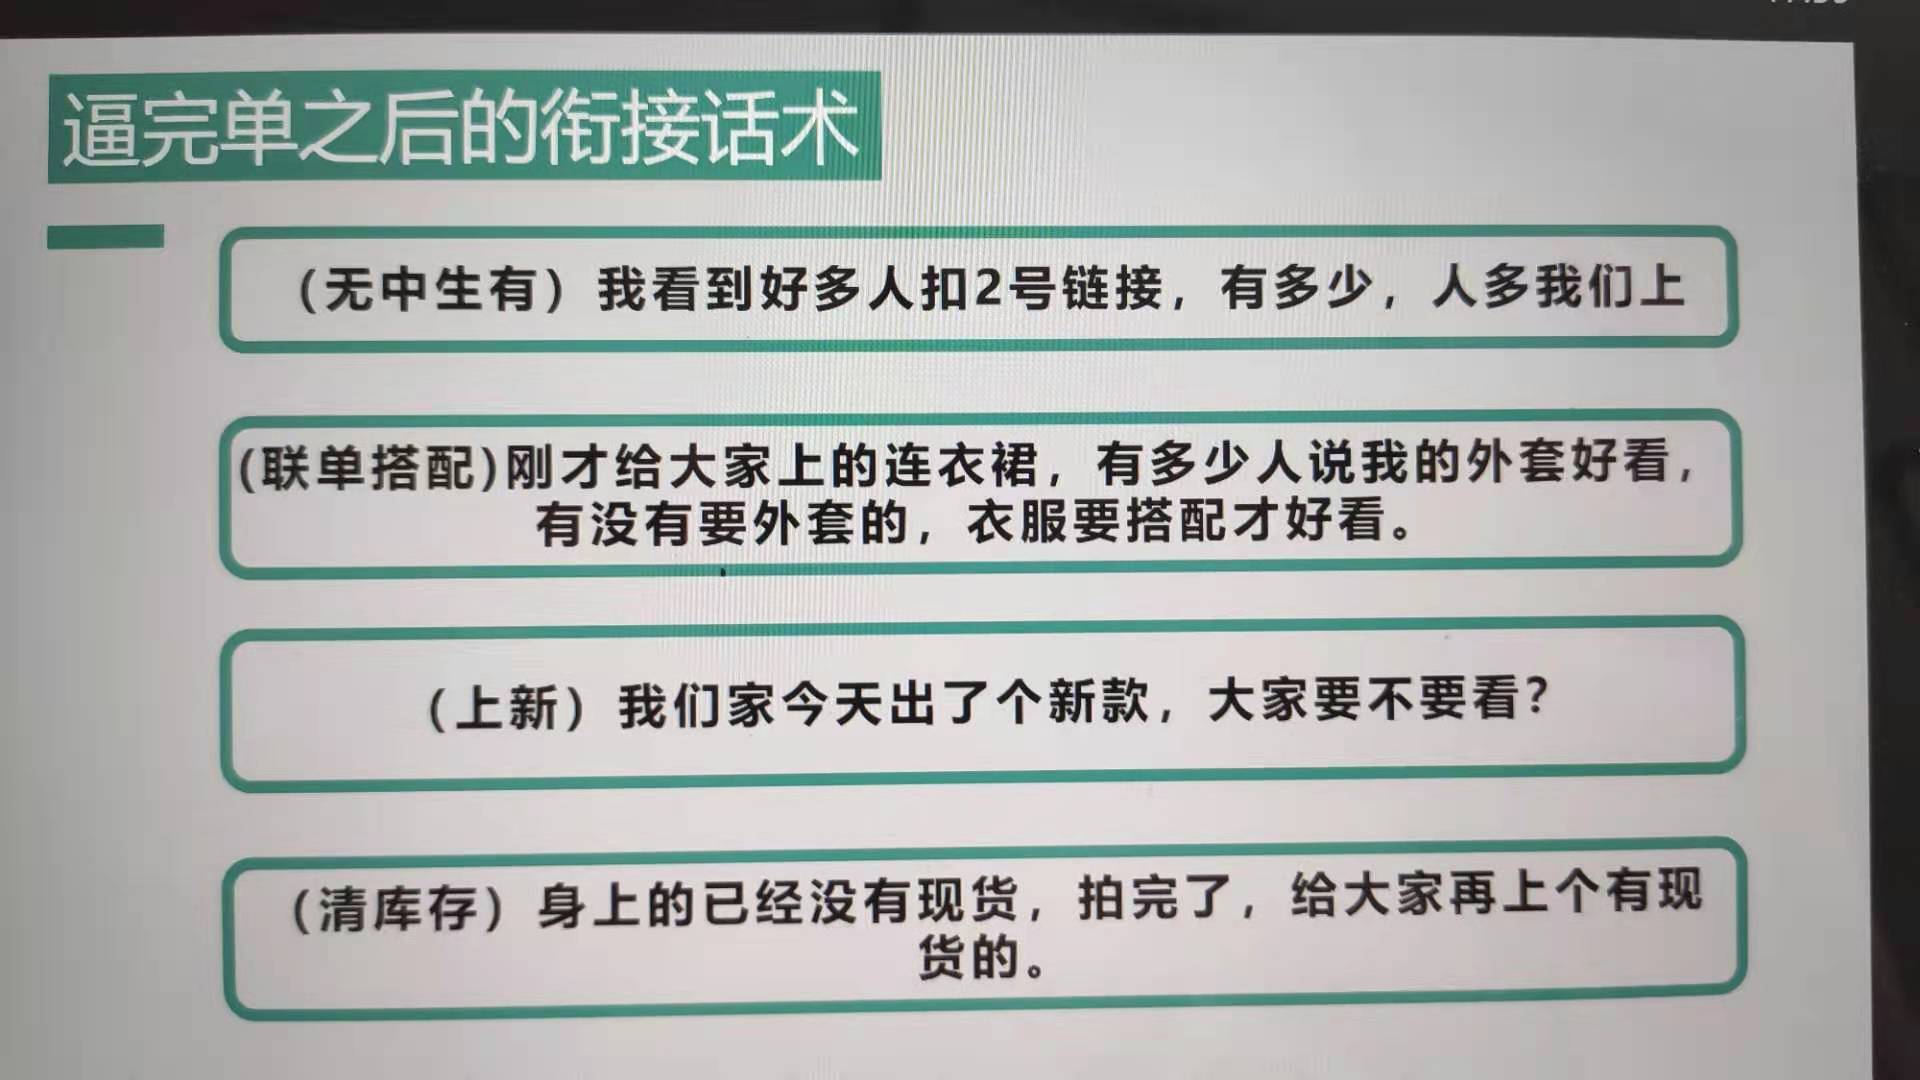 逼完单之后的衔接话术
（无中生有）我看到好多人扣2号链接，有多少，人多我们上
(联单搭配)刚才给大家上的连衣裙，有多少人说我的外套好看，
有没有要外套的，衣服要搭配才好看。
（上新）我们家今天出了个新款，大家要不要看？
（清库存）身上的已经没有现货，拍完了，给大家再上个有现
货的。